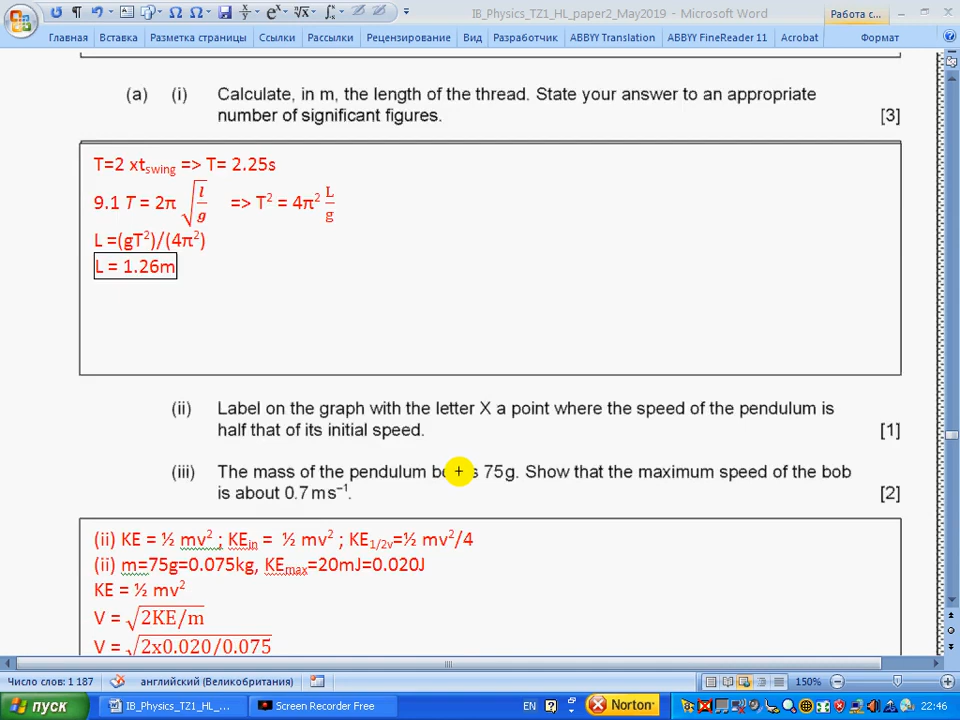 IB_Physics_TZ1_HL_paper2_May2019 - Microsoft Word
Работа с...
Главная Вставка Разметка страницы Ссылки Рассылки Рецензирование Вид Разработчик ABBYY Translation ABBYY FineReader 11 Acrobat Формат
(a) (i) Calculate, in m, the length of the thread. State your answer to an appropriate
number of significant figures. [3]
T=2 xt_swing => T= 2.25s
9.1 T = 2π √(l/g) => T² = 4π² L/g
L =(gT²)/(4π²)
L = 1.26m
(ii) Label on the graph with the letter X a point where the speed of the pendulum is
half that of its initial speed. [1]
(iii) The mass of the pendulum 75g. Show that the maximum speed of the bob
is about 0.7ms⁻¹. [2]
(ii) KE = ½ mv² ; KE_in = ½ mv² ; KE_1/2v=½ mv²/4
(ii) m=75g=0.075kg, KE_max=20mJ=0.020J
KE = ½ mv²
V = √2KE/m
V = √2x0.020/0.075
Число слов: 1 187 английский (Великобритания) 150%
пуск IB_Physics_TZ1_HL_... Screen Recorder Free EN Norton 22:46